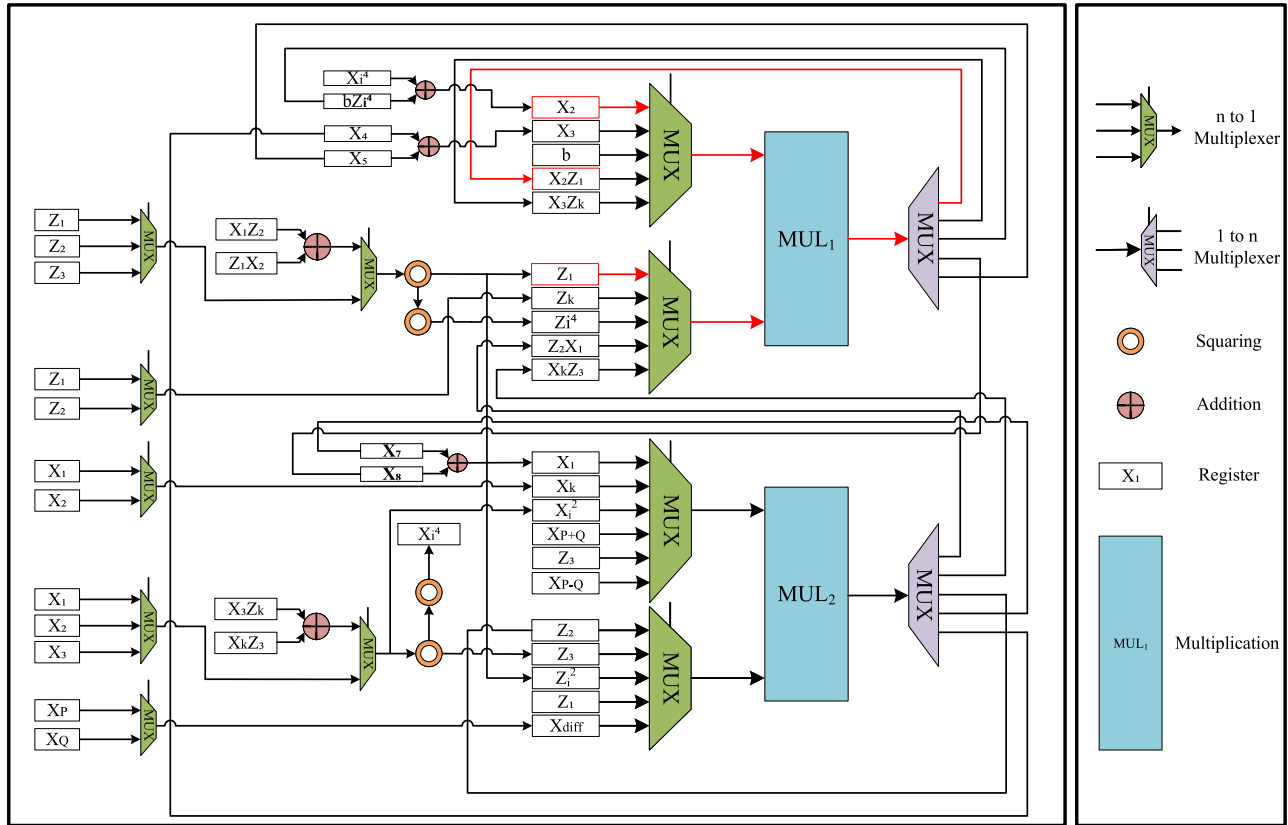 Xi⁴
bZi⁴
X₄
X₅
X₂
X₃
b
X₂Z₁
X₃Zₖ
MUX
MUL₁
MUX
Z₁
Z₂
Z₃
MUX
X₁Z₂
Z₁X₂
MUX
Z₁
Zₖ
Zi⁴
Z₂X₁
XₖZ₃
MUX
Z₁
Z₂
MUX
X₇
X₈
X₁
X₂
MUX
X₁
Xₖ
Xᵢ²
XP+Q
Z₃
XP-Q
MUX
MUL₂
MUX
Xi⁴
X₁
X₂
X₃
MUX
X₃Zₖ
XₖZ₃
MUX
Z₂
Z₃
Zᵢ²
Z₁
Xdiff
MUX
XP
XQ
MUX
MUX
n to 1
Multiplexer
MUX
1 to n
Multiplexer
Squaring
Addition
X₁
Register
MUL₁
Multiplication